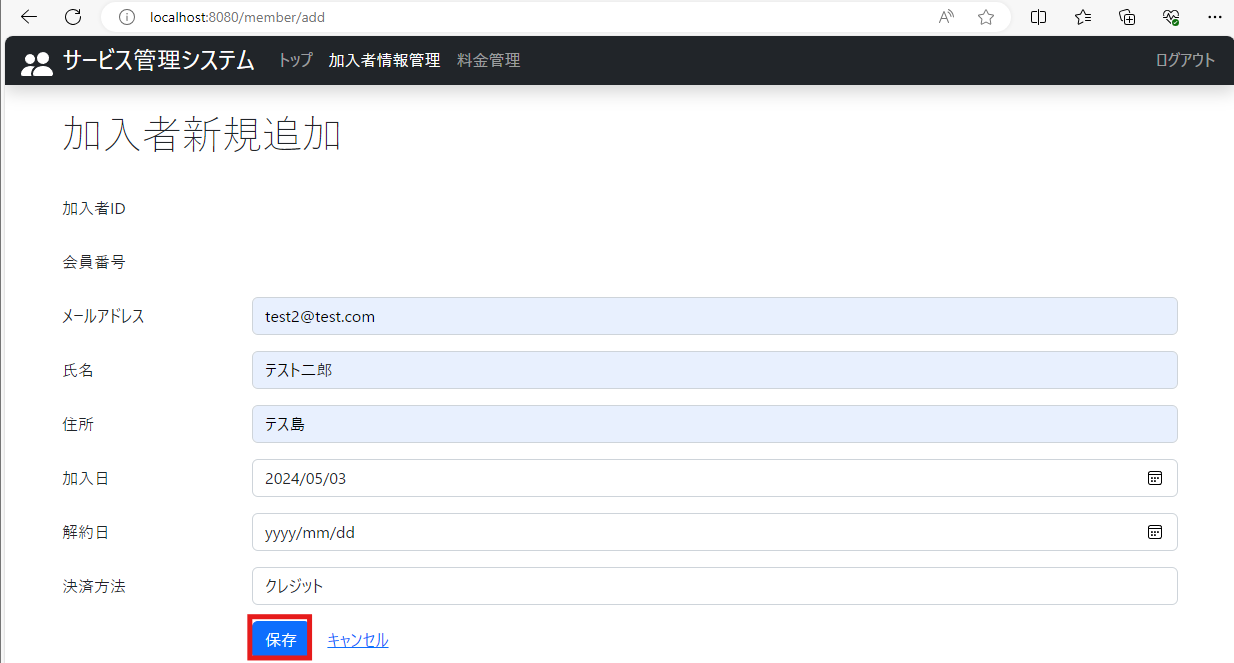 localhost:8080/member/add
サービス管理システム トップ 加入者情報管理 料金管理 ログアウト
加入者新規追加
加入者ID
会員番号
メールアドレス test2@test.com
氏名 テスト二郎
住所 テス島
加入日 2024/05/03
解約日 yyyy/mm/dd
決済方法 クレジット
保存 キャンセル